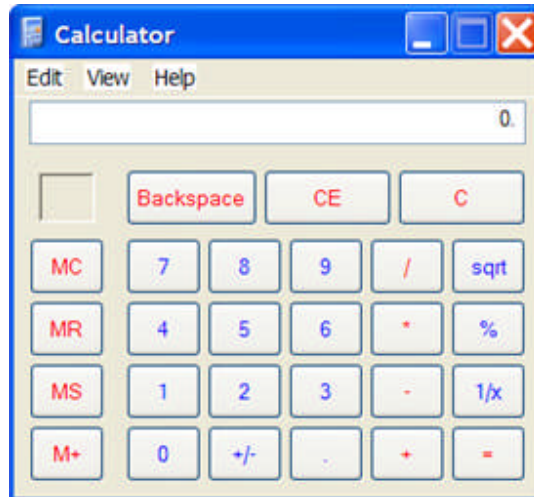 Calculator
Edit View Help
0.
Backspace CE C
MC 7 8 9 / sqrt
MR 4 5 6 * %
MS 1 2 3 - 1/x
M+ 0 +/- . + =